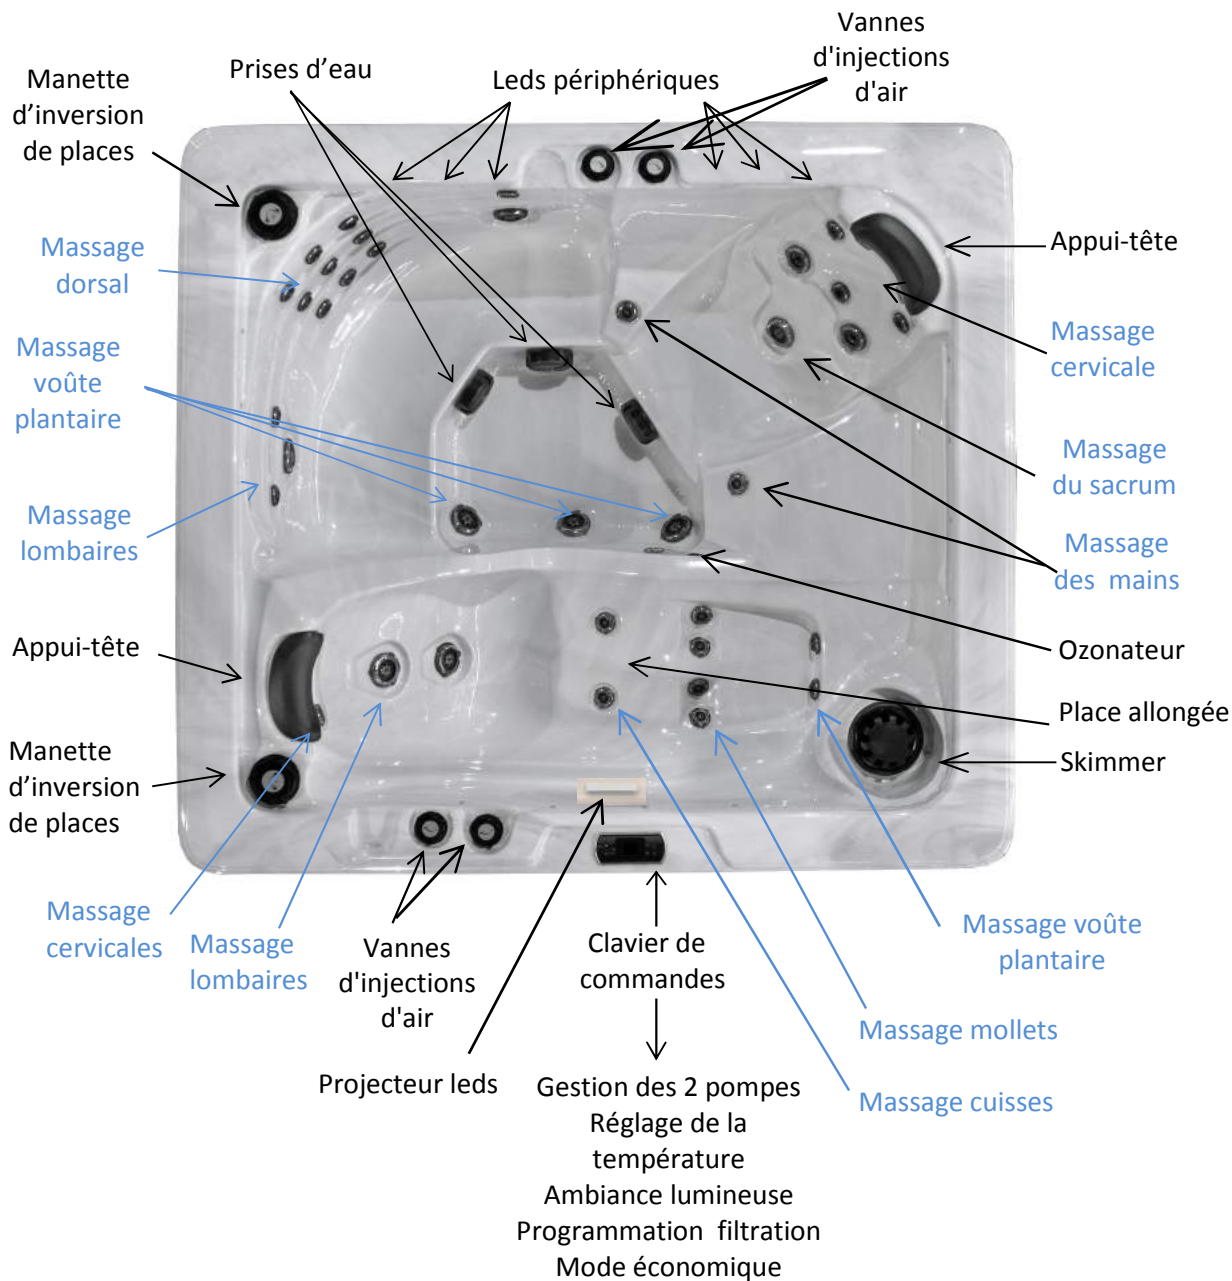 Vannes
d'injections
d'air
Prises d’eau
Leds périphériques
Manette
d’inversion
de places
Massage
dorsal
Appui-tête
Massage
voûte
plantaire
Massage
cervicale
Massage
du sacrum
Massage
lombaires
Massage
des  mains
Appui-tête
Ozonateur
Place allongée
Skimmer
Manette
d’inversion
de places
Massage
cervicales
Massage
lombaires
Vannes
d'injections
d'air
Clavier de
commandes
Massage voûte
plantaire
Massage mollets
Projecteur leds
Massage cuisses
Gestion des 2 pompes
Réglage de la
température
Ambiance lumineuse
Programmation  filtration
Mode économique